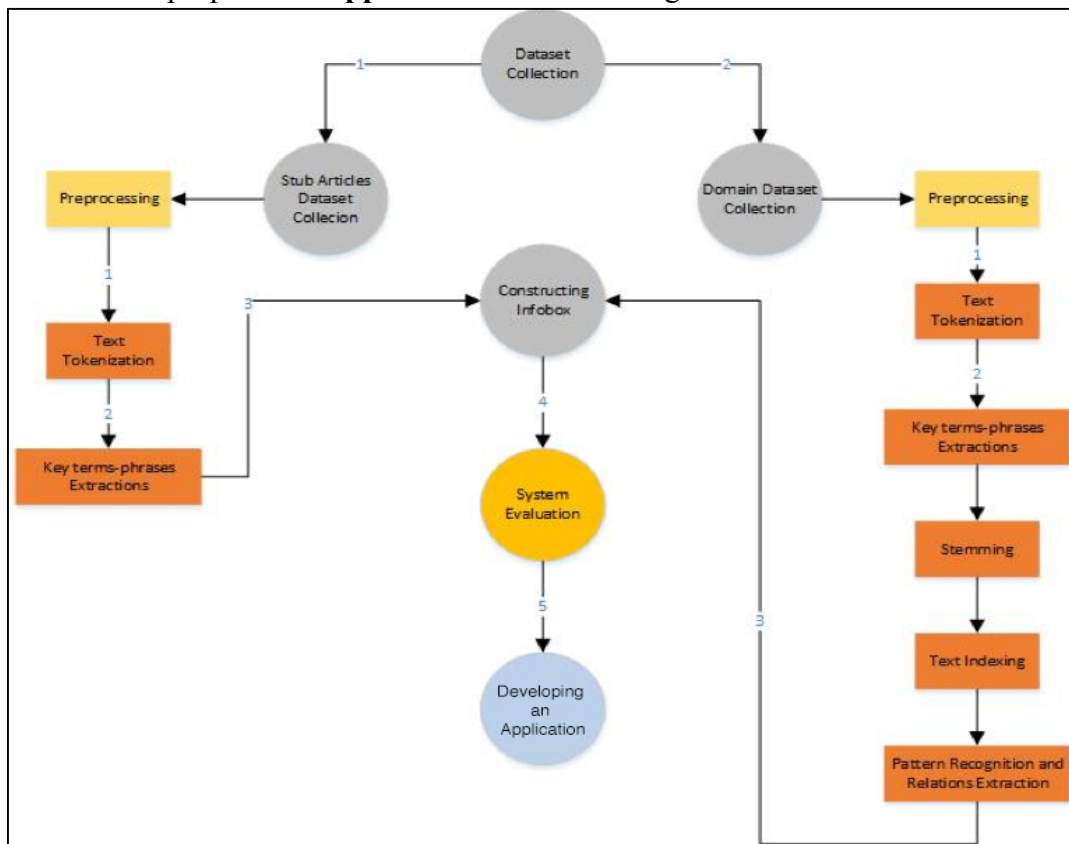 Dataset
Collection
1
2
Stub Articles
Dataset
Collecion
Domain Dataset
Collection
Preprocessing
Preprocessing
1
1
Constructing
Infobox
3
Text
Tokenization
Text
Tokenization
2
2
4
Key terms-phrases
Extractions
Key terms-phrases
Extractions
System
Evaluation
Stemming
5
3
Text Indexing
Developing
an
Application
Pattern Recognition and
Relations Extraction